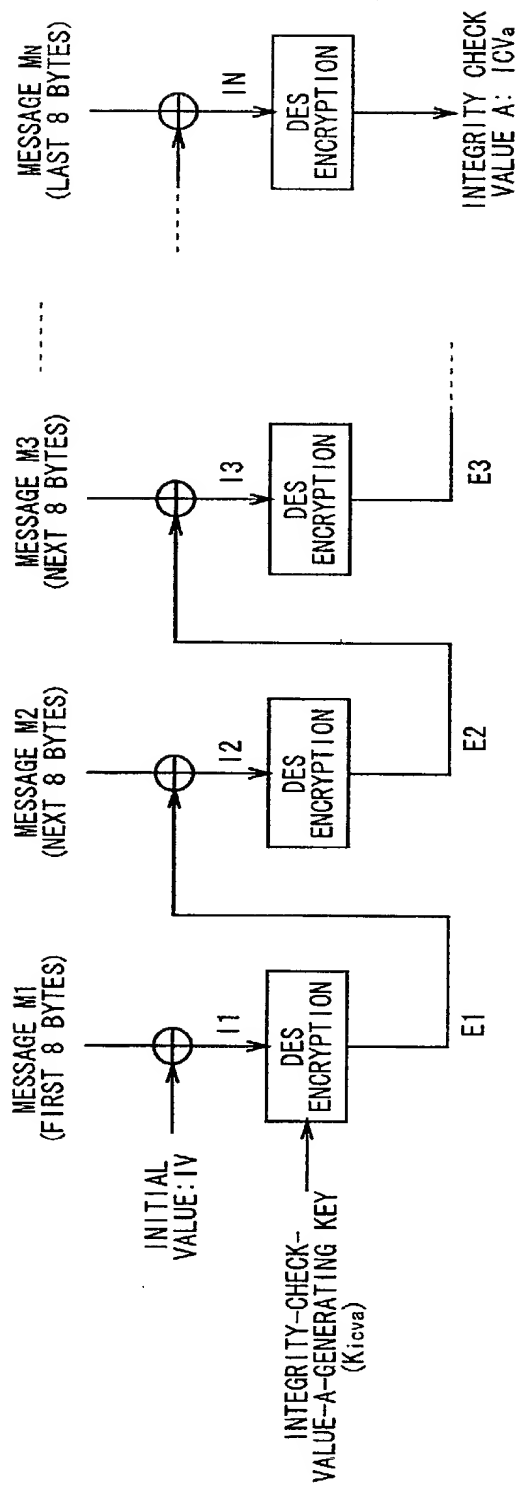 MESSAGE M1
(FIRST 8 BYTES)
MESSAGE M2
(NEXT 8 BYTES)
MESSAGE M3
(NEXT 8 BYTES)
MESSAGE MN
(LAST 8 BYTES)
INITIAL
VALUE:IV
I1
I2
I3
IN
INTEGRITY-CHECK-
VALUE-A-GENERATING KEY
(Kicva)
DES
ENCRYPTION
DES
ENCRYPTION
DES
ENCRYPTION
DES
ENCRYPTION
E1
E2
E3
INTEGRITY CHECK
VALUE A: ICVa